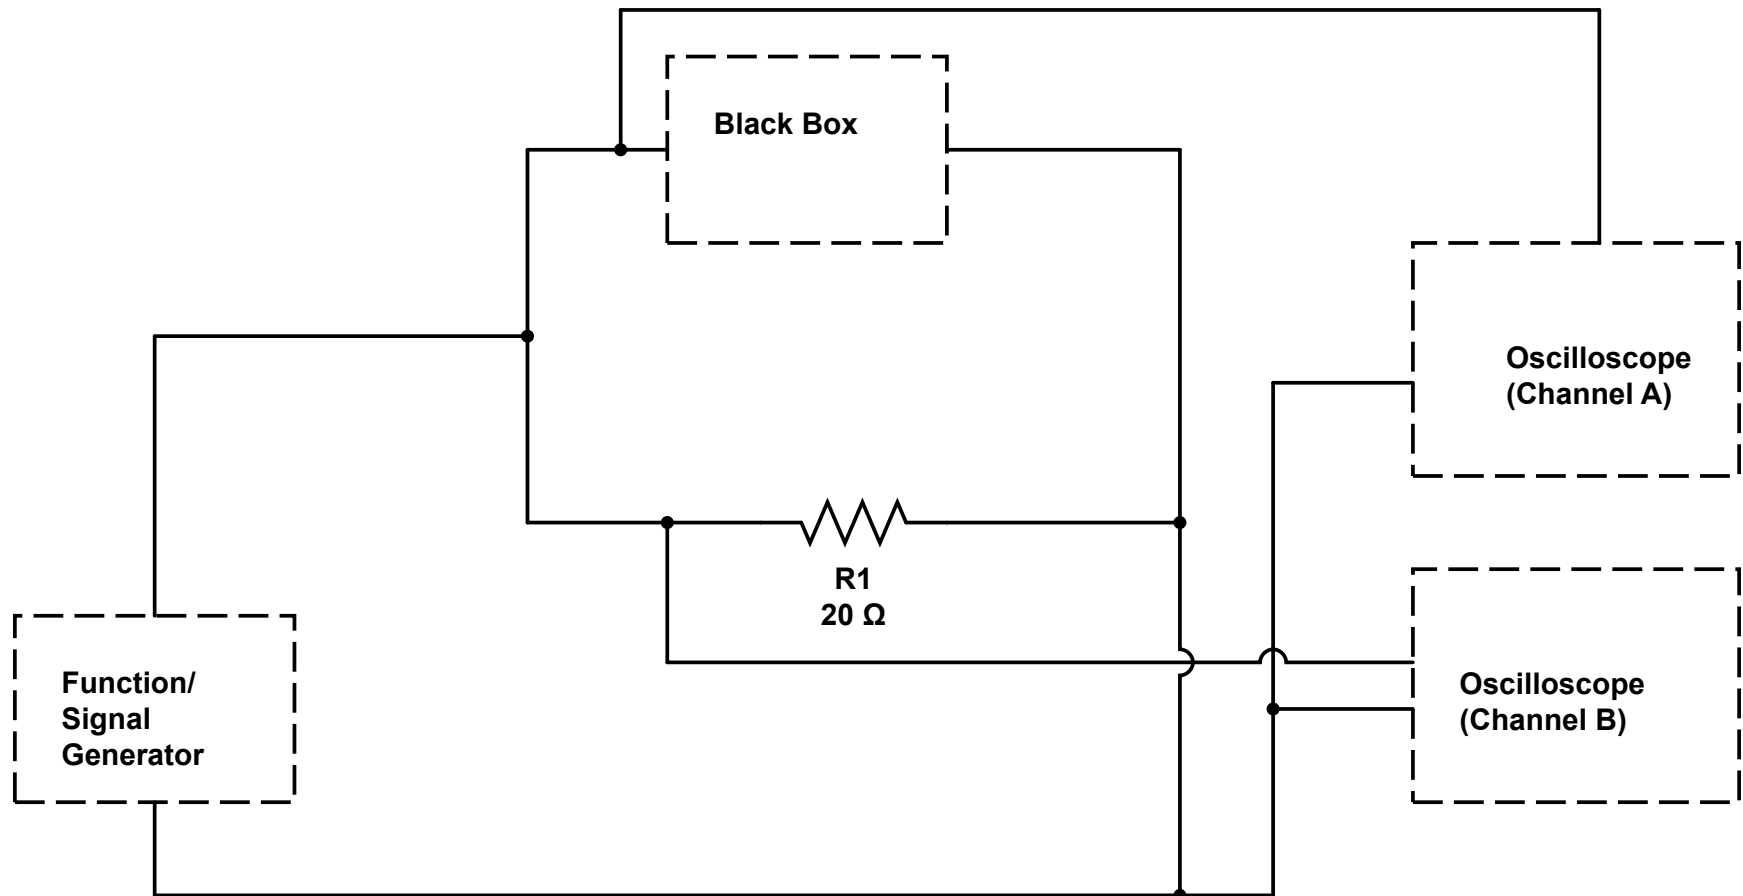 Black Box
Oscilloscope
(Channel A)
R1
20 Ω
Function/
Signal
Generator
Oscilloscope
(Channel B)